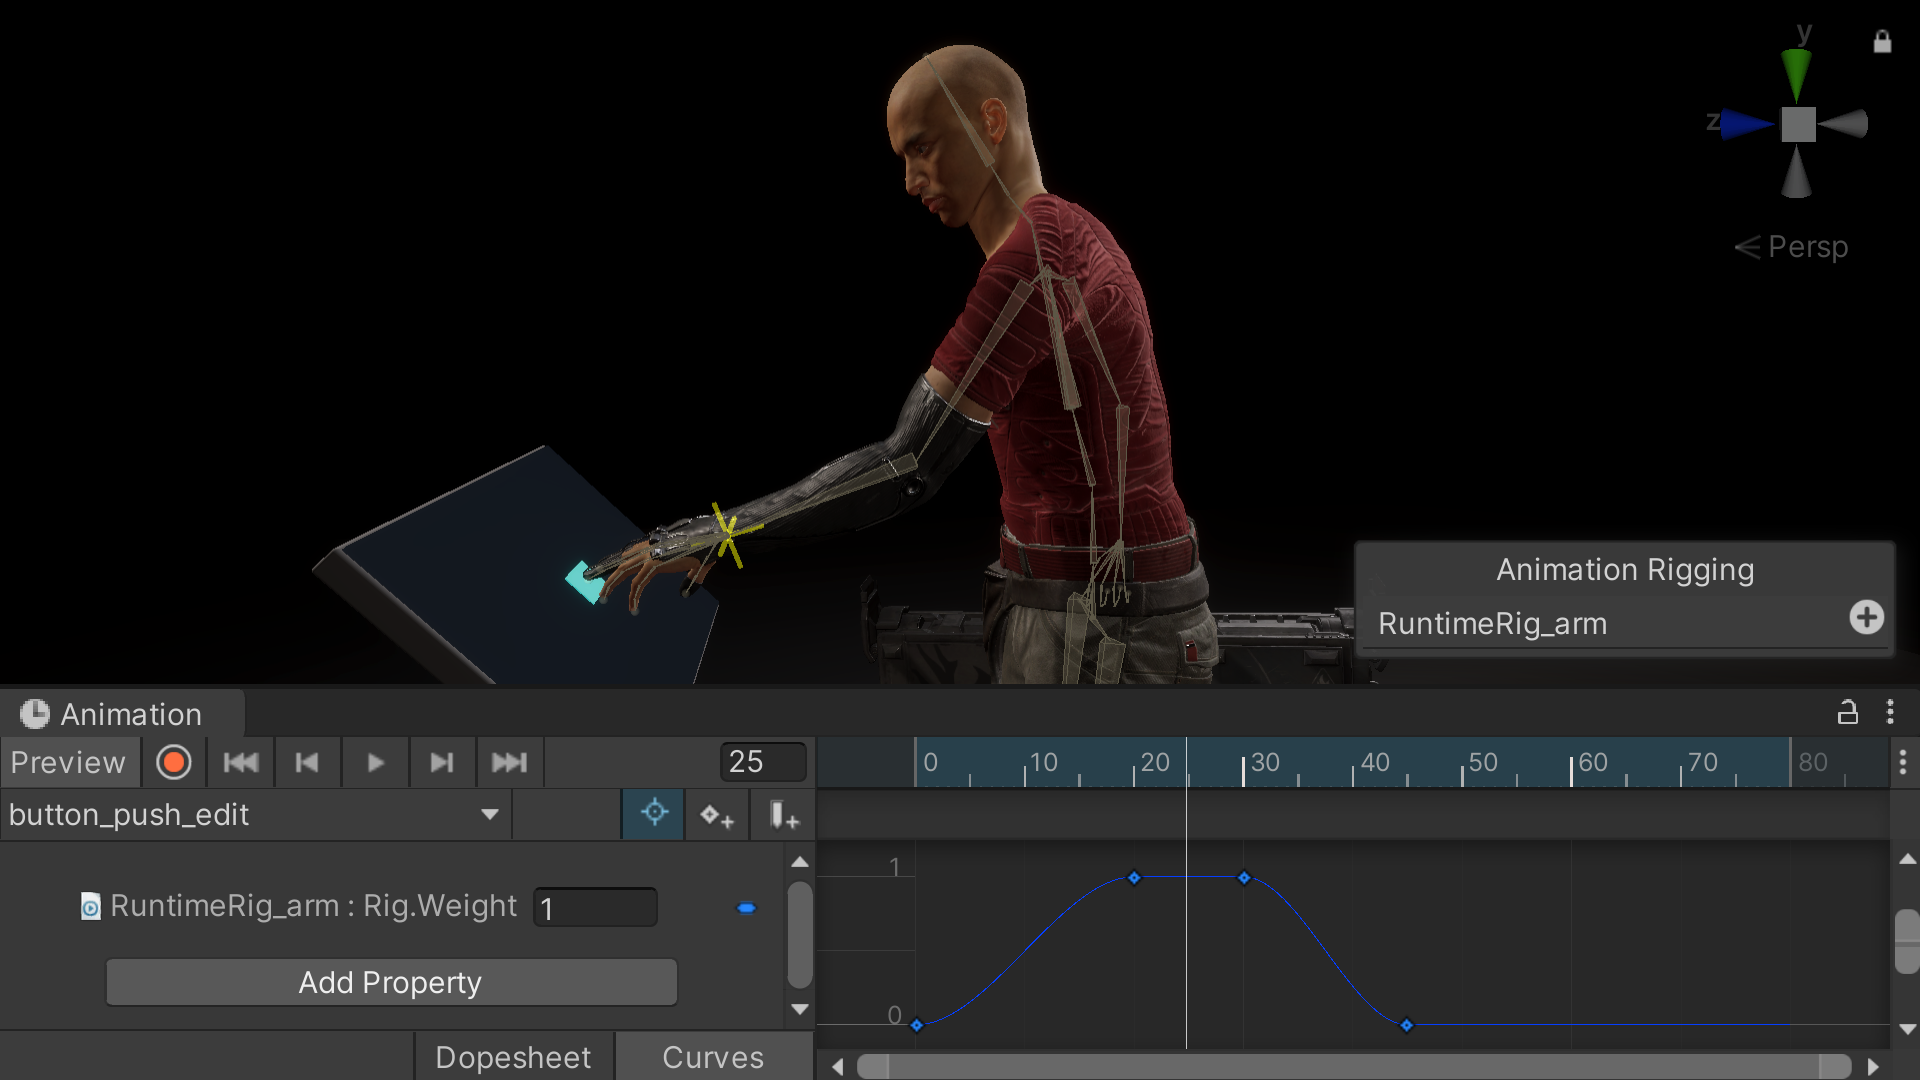 y
z
Persp
Animation Rigging
RuntimeRig_arm
Animation
Preview
25
0 10 20 30 40 50 60 70 80
button_push_edit
1
RuntimeRig_arm : Rig.Weight 1
Add Property
0
Dopesheet Curves